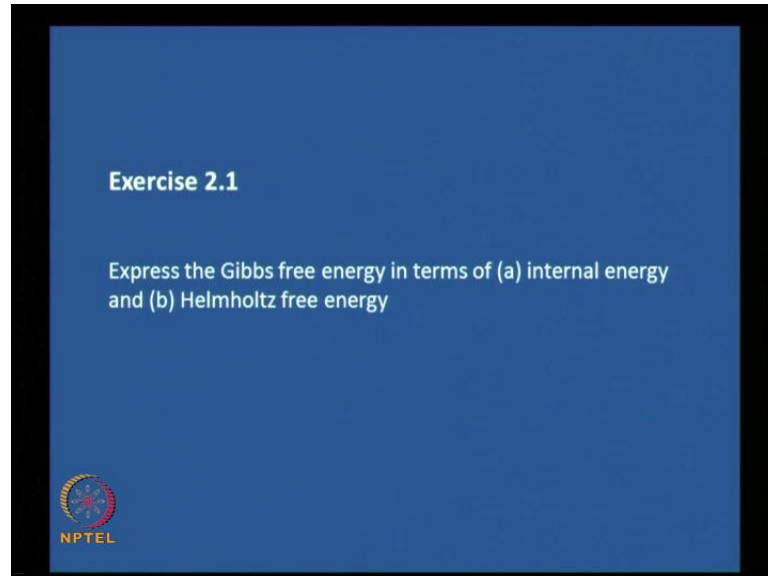 Exercise 2.1
Express the Gibbs free energy in terms of (a) internal energy
and (b) Helmholtz free energy
NPTEL